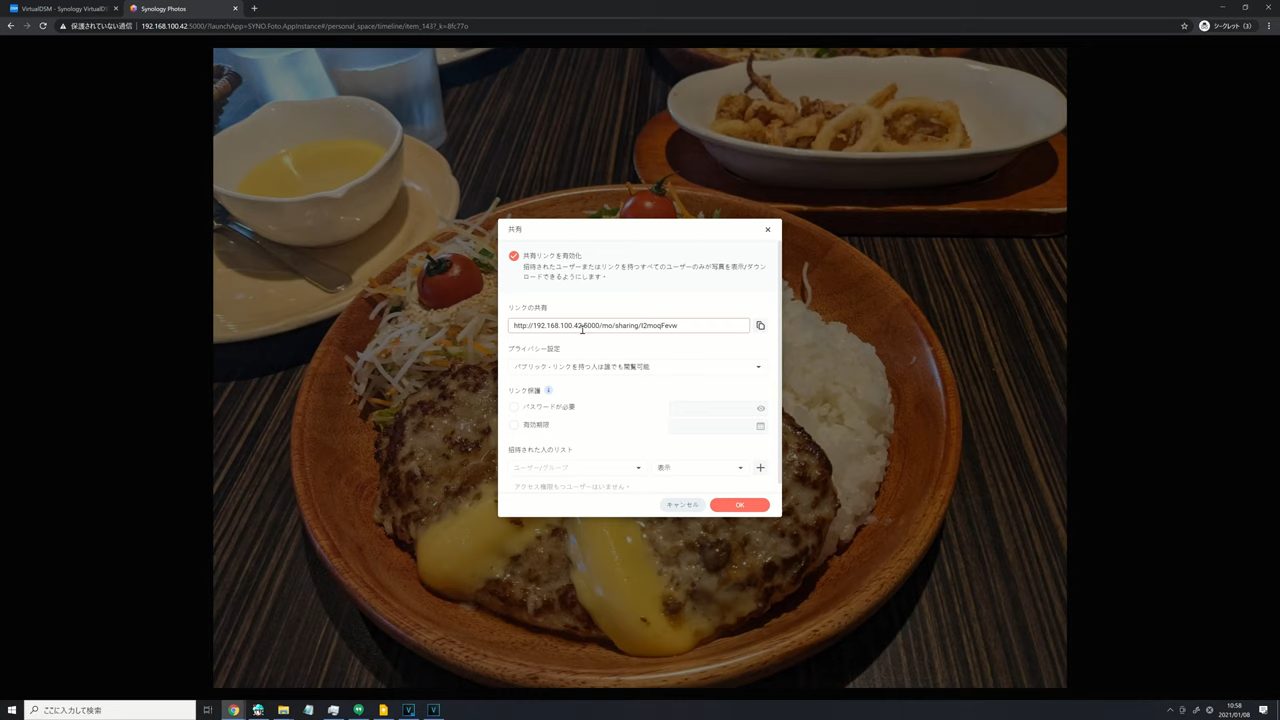 VirtualDSM - Synology VirtualD
Synology Photos
保護されていない通信
192.168.100.42:5000/?launchApp=SYNO.Foto.AppInstance#/personal_space/timeline/item_143?_k=8fc77o
シークレット (3)
共有
共有リンクを有効化
招待されたユーザーまたはリンクを持つすべてのユーザーのみが写真を表示/ダウン
ロードできるようにします。
リンクの共有
http://192.168.100.42:5000/mo/sharing/I2moqFevw
プライバシー設定
パブリック - リンクを持つ人は誰でも閲覧可能
リンク保護
パスワードが必要
有効期限
招待された人のリスト
ユーザー/グループ
表示
アクセス権限もつユーザーはいません。
キャンセル
OK
ここに入力して検索
10:58
2021/01/08